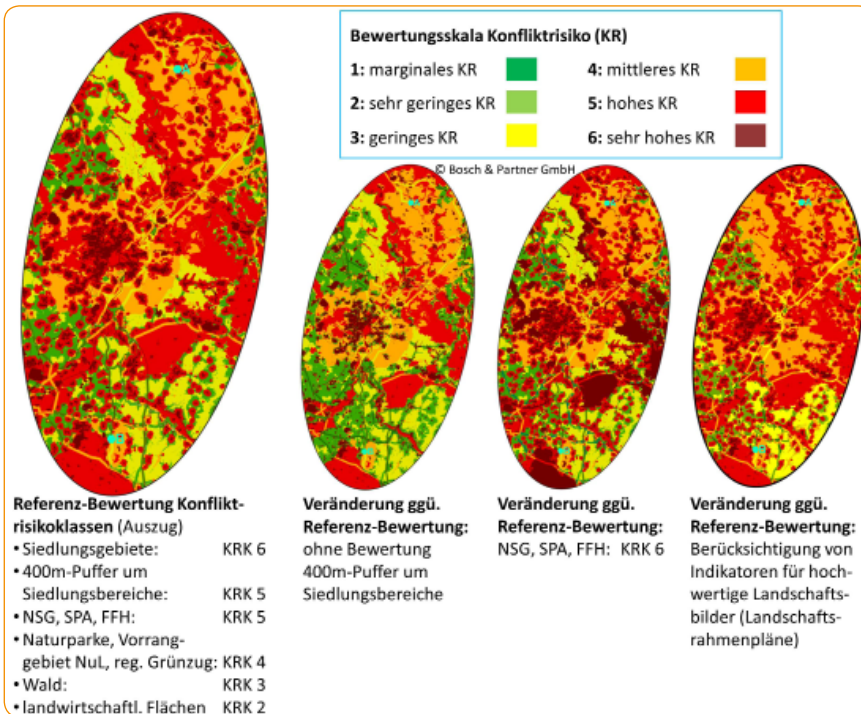 Bewertungsskala Konfliktrisiko (KR)
1: marginales KR
2: sehr geringes KR
3: geringes KR
4: mittleres KR
5: hohes KR
6: sehr hohes KR
© Bosch & Partner GmbH
Referenz-Bewertung Konflikt-
risikoklassen (Auszug)
• Siedlungsgebiete: KRK 6
• 400m-Puffer um
Siedlungsbereiche: KRK 5
• NSG, SPA, FFH: KRK 5
• Naturparke, Vorrang-
gebiet NuL, reg. Grünzug: KRK 4
• Wald: KRK 3
• landwirtschaftl. Flächen KRK 2
Veränderung ggü.
Referenz-Bewertung:
ohne Bewertung
400m-Puffer um
Siedlungsbereiche
Veränderung ggü.
Referenz-Bewertung:
NSG, SPA, FFH: KRK 6
Veränderung ggü.
Referenz-Bewertung:
Berücksichtigung von
Indikatoren für hoch-
wertige Landschafts-
bilder (Landschafts-
rahmenpläne)